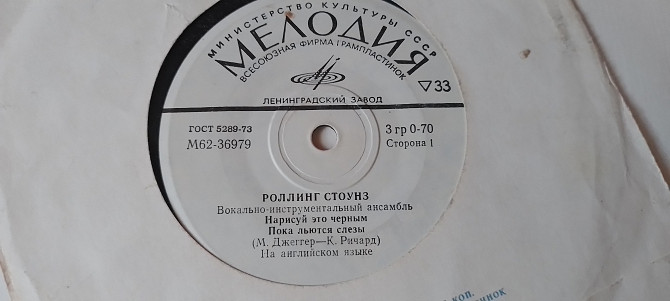 МИНИСТЕРСТВО КУЛЬТУРЫ СССР
МЕЛОДИЯ
ВСЕСОЮЗНАЯ ФИРМА ГРАМПЛАСТИНОК
▽33
ЛЕНИНГРАДСКИЙ ЗАВОД
ГОСТ 5289-73
М62-36979
3 гр 0-70
Сторона 1
РОЛЛИНГ СТОУНЗ
Вокально-инструментальный ансамбль
Нарисуй это черным
Пока льются слезы
(М. Джеггер—К. Ричард)
На английском языке
коп.